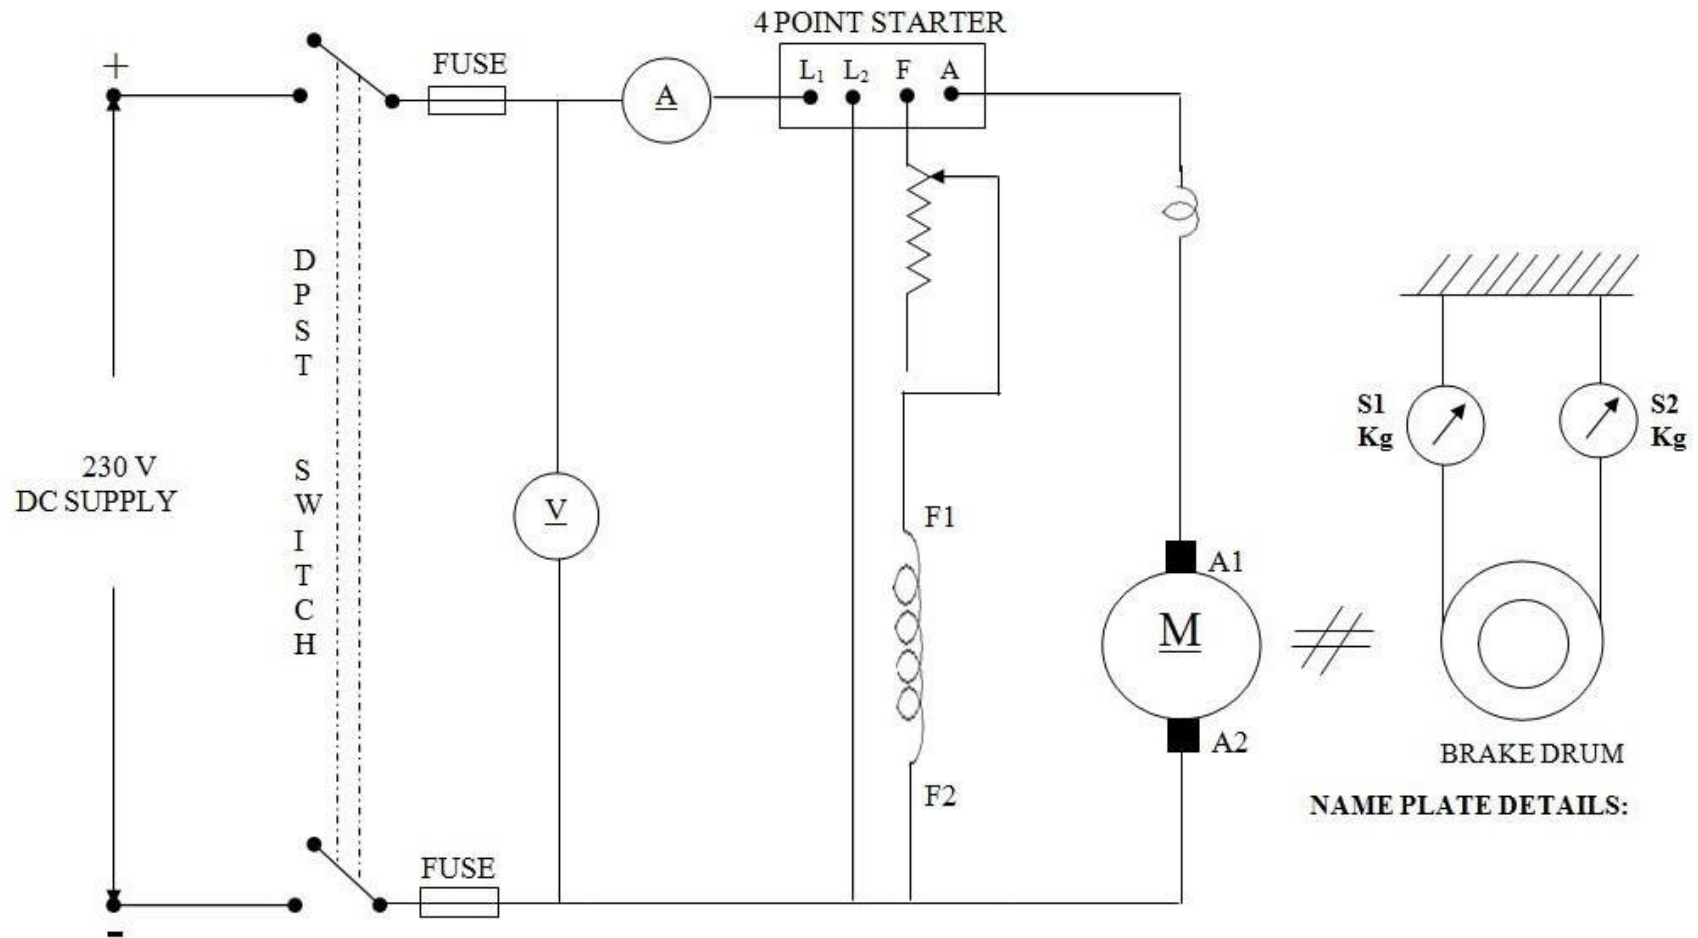 4 POINT STARTER
+
FUSE
A
L1 L2 F A
D
P
S
T
S
W
I
T
C
H
230 V
DC SUPPLY
V
F1
F2
A1
M
A2
S1
Kg
S2
Kg
BRAKE DRUM
NAME PLATE DETAILS:
FUSE
-